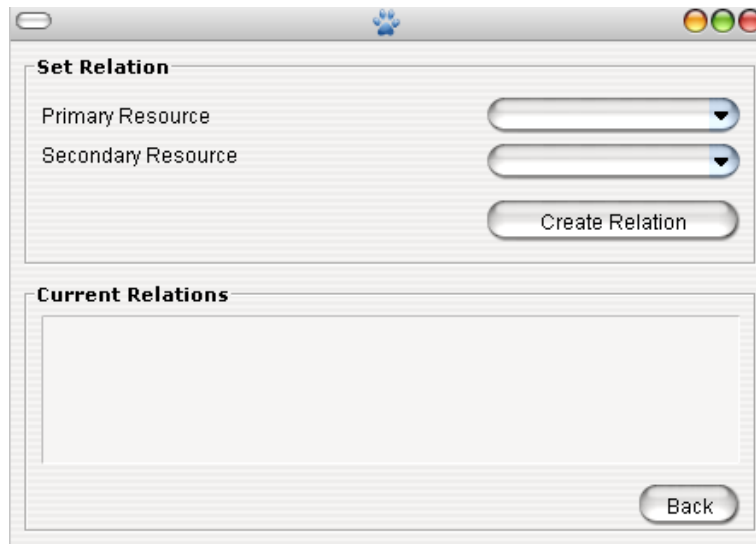 Set Relation
Primary Resource
Secondary Resource
Create Relation
Current Relations
Back